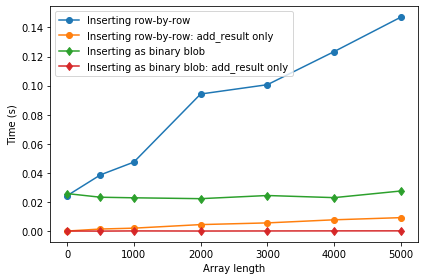 Inserting row-by-row
Inserting row-by-row: add_result only
Inserting as binary blob
Inserting as binary blob: add_result only
0.14
0.12
0.10
0.08
0.06
0.04
0.02
0.00
Time (s)
0 1000 2000 3000 4000 5000
Array length